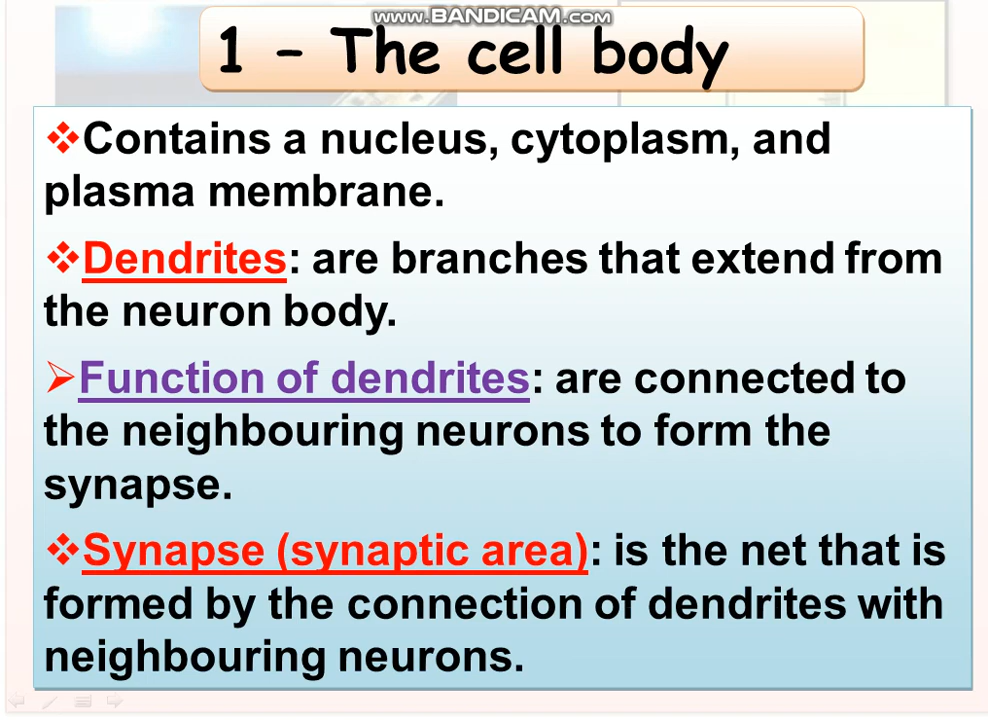 www.BANDICAM.com
1 – The cell body
❖Contains a nucleus, cytoplasm, and
plasma membrane.
❖Dendrites: are branches that extend from
the neuron body.
➢Function of dendrites: are connected to
the neighbouring neurons to form the
synapse.
❖Synapse (synaptic area): is the net that is
formed by the connection of dendrites with
neighbouring neurons.